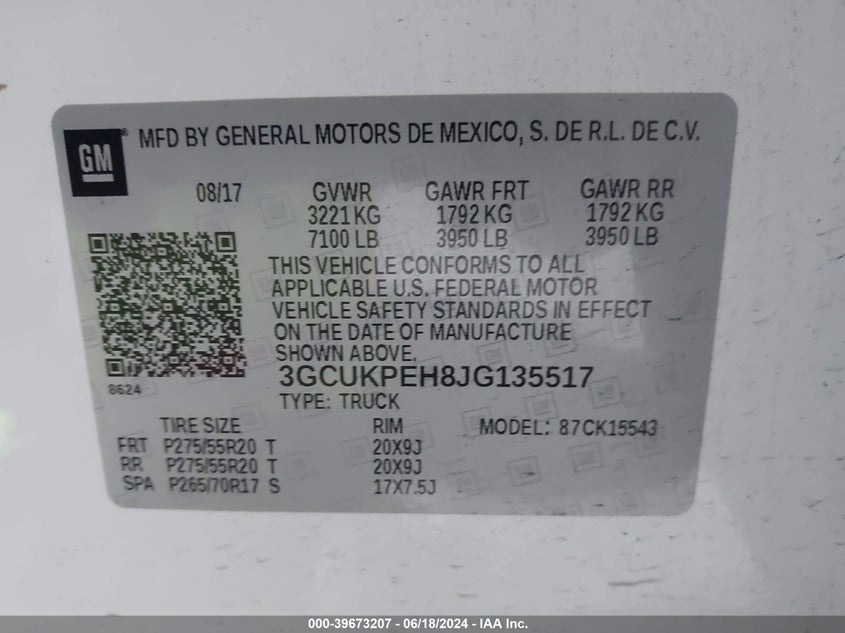 GM ® MFD BY GENERAL MOTORS DE MEXICO, S. DE R.L. DE C.V.
08/17 GVWR GAWR FRT GAWR RR
3221 KG 1792 KG 1792 KG
7100 LB 3950 LB 3950 LB
THIS VEHICLE CONFORMS TO ALL
APPLICABLE U.S. FEDERAL MOTOR
VEHICLE SAFETY STANDARDS IN EFFECT
ON THE DATE OF MANUFACTURE
SHOWN ABOVE.
3GCUKPEH8JG135517
8624
TYPE: TRUCK
TIRE SIZE RIM MODEL: 87CK15543
FRT P275/55R20 T 20X9J
RR P275/55R20 T 20X9J
SPA P265/70R17 S 17X7.5J
000-39673207 - 06/18/2024 - IAA Inc.